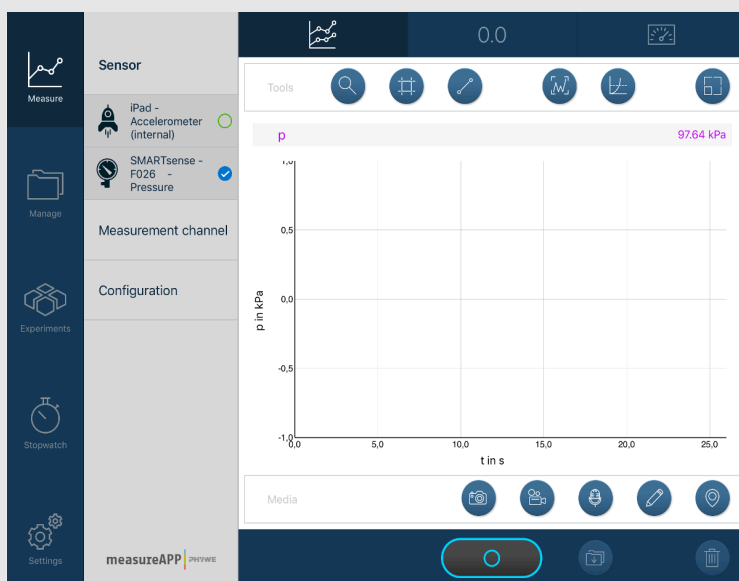 Measure
Manage
Experiments
Stopwatch
Settings
Sensor
iPad -
Accelerometer
(internal)
SMARTsense -
F026 -
Pressure
Measurement channel
Configuration
measureAPP PHYWE
0.0
Tools
W
p 97.64 kPa
1,0
0,5
0,0
-0,5
-1,0
p in kPa
0,0 5,0 10,0 15,0 20,0 25,0
t in s
Media